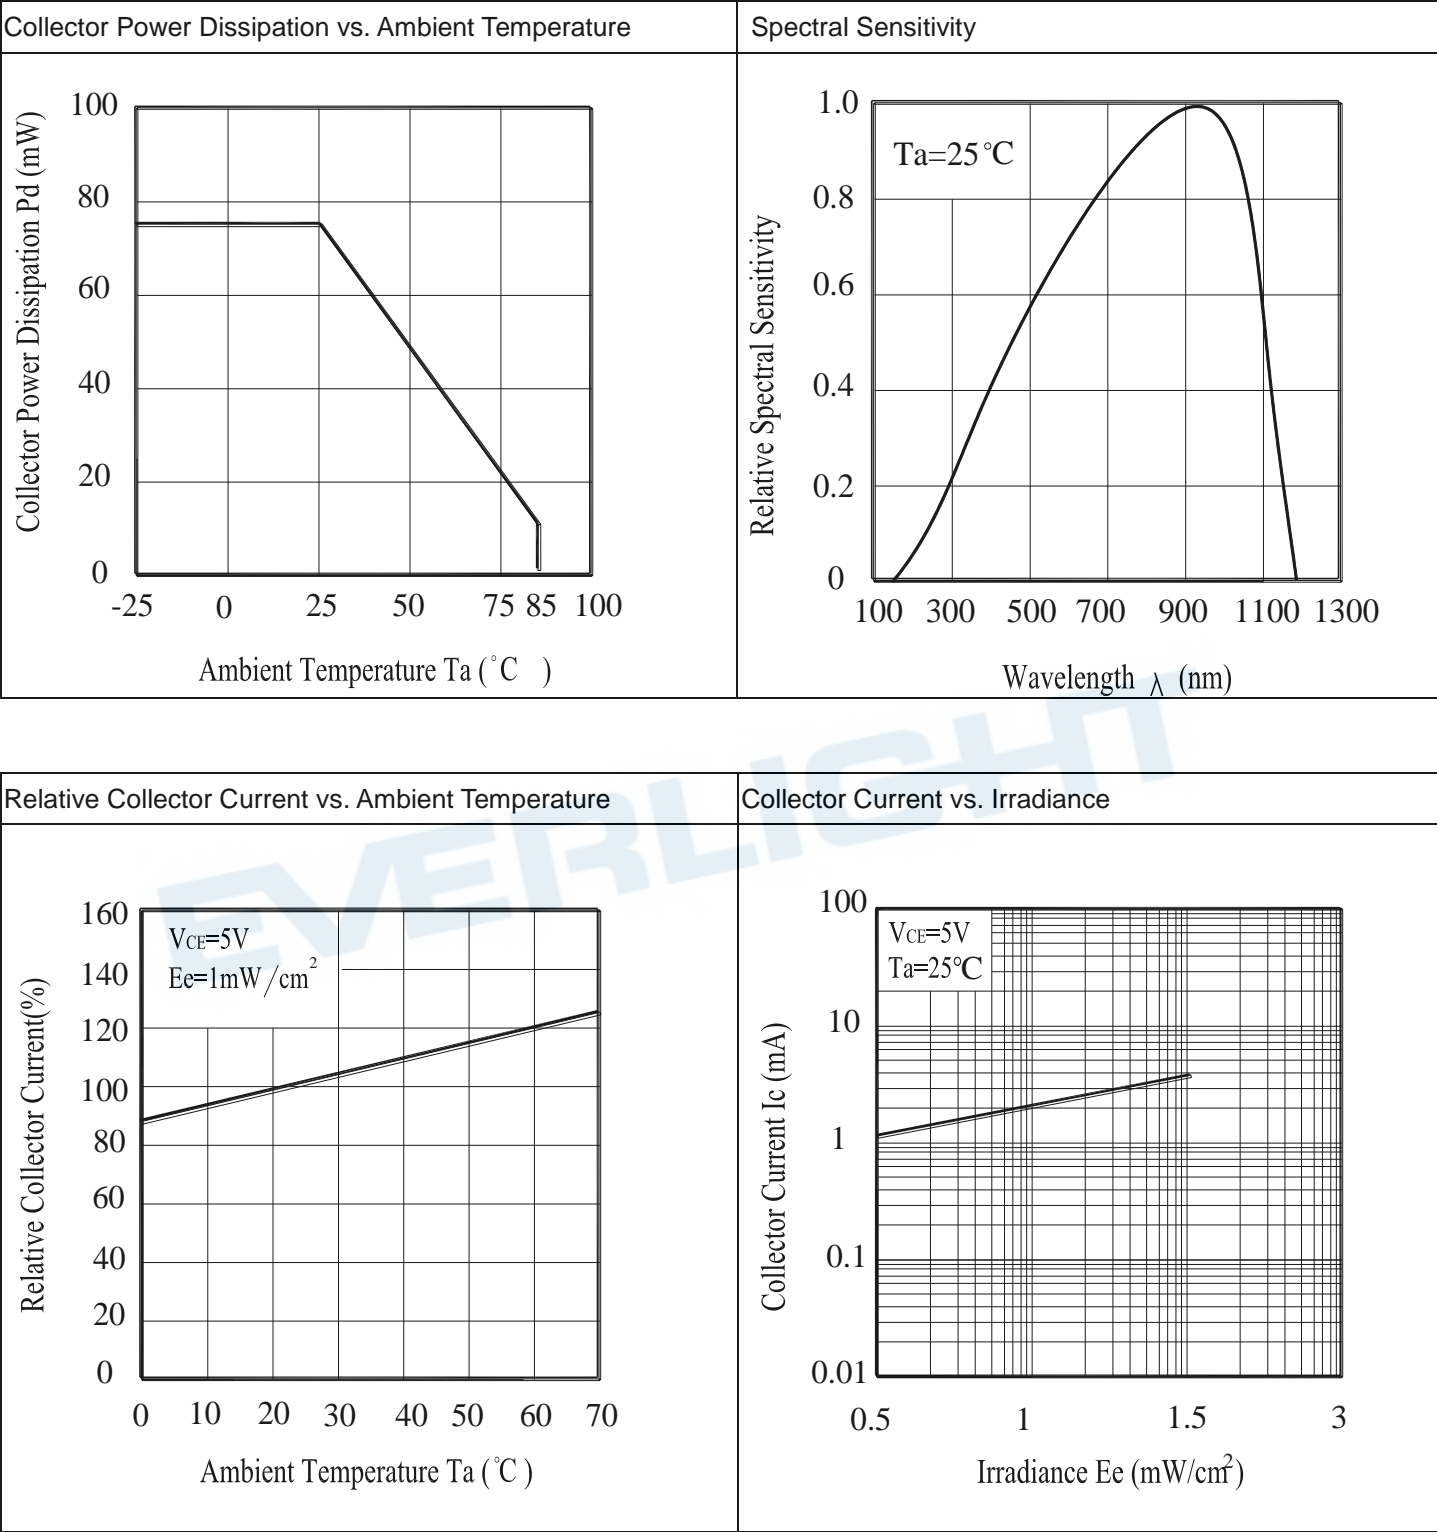 Collector Power Dissipation vs. Ambient Temperature
Collector Power Dissipation Pd (mW)
100
80
60
40
20
0
-25 0 25 50 75 85 100
Ambient Temperature Ta (°C )
Spectral Sensitivity
Relative Spectral Sensitivity
1.0
0.8
0.6
0.4
0.2
0
Ta=25℃
100 300 500 700 900 1100 1300
Wavelength λ (nm)
EVERLIGHT
Relative Collector Current vs. Ambient Temperature
Relative Collector Current(%)
160
140
120
100
80
60
40
20
0
VCE=5V
Ee=1mW/cm²
0 10 20 30 40 50 60 70
Ambient Temperature Ta (°C )
Collector Current vs. Irradiance
Collector Current Ic (mA)
100
10
1
0.1
0.01
VCE=5V
Ta=25℃
0.5 1 1.5 3
Irradiance Ee (mW/cm²)